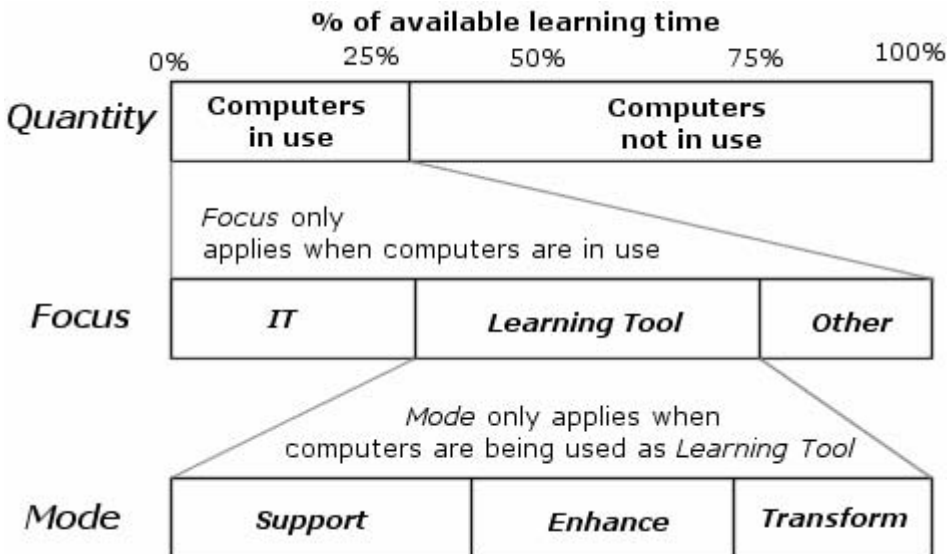 % of available learning time
0% 25% 50% 75% 100%
Quantity
Computers
in use
Computers
not in use
Focus only
applies when computers are in use
Focus
IT
Learning Tool
Other
Mode only applies when
computers are being used as Learning Tool
Mode
Support
Enhance
Transform